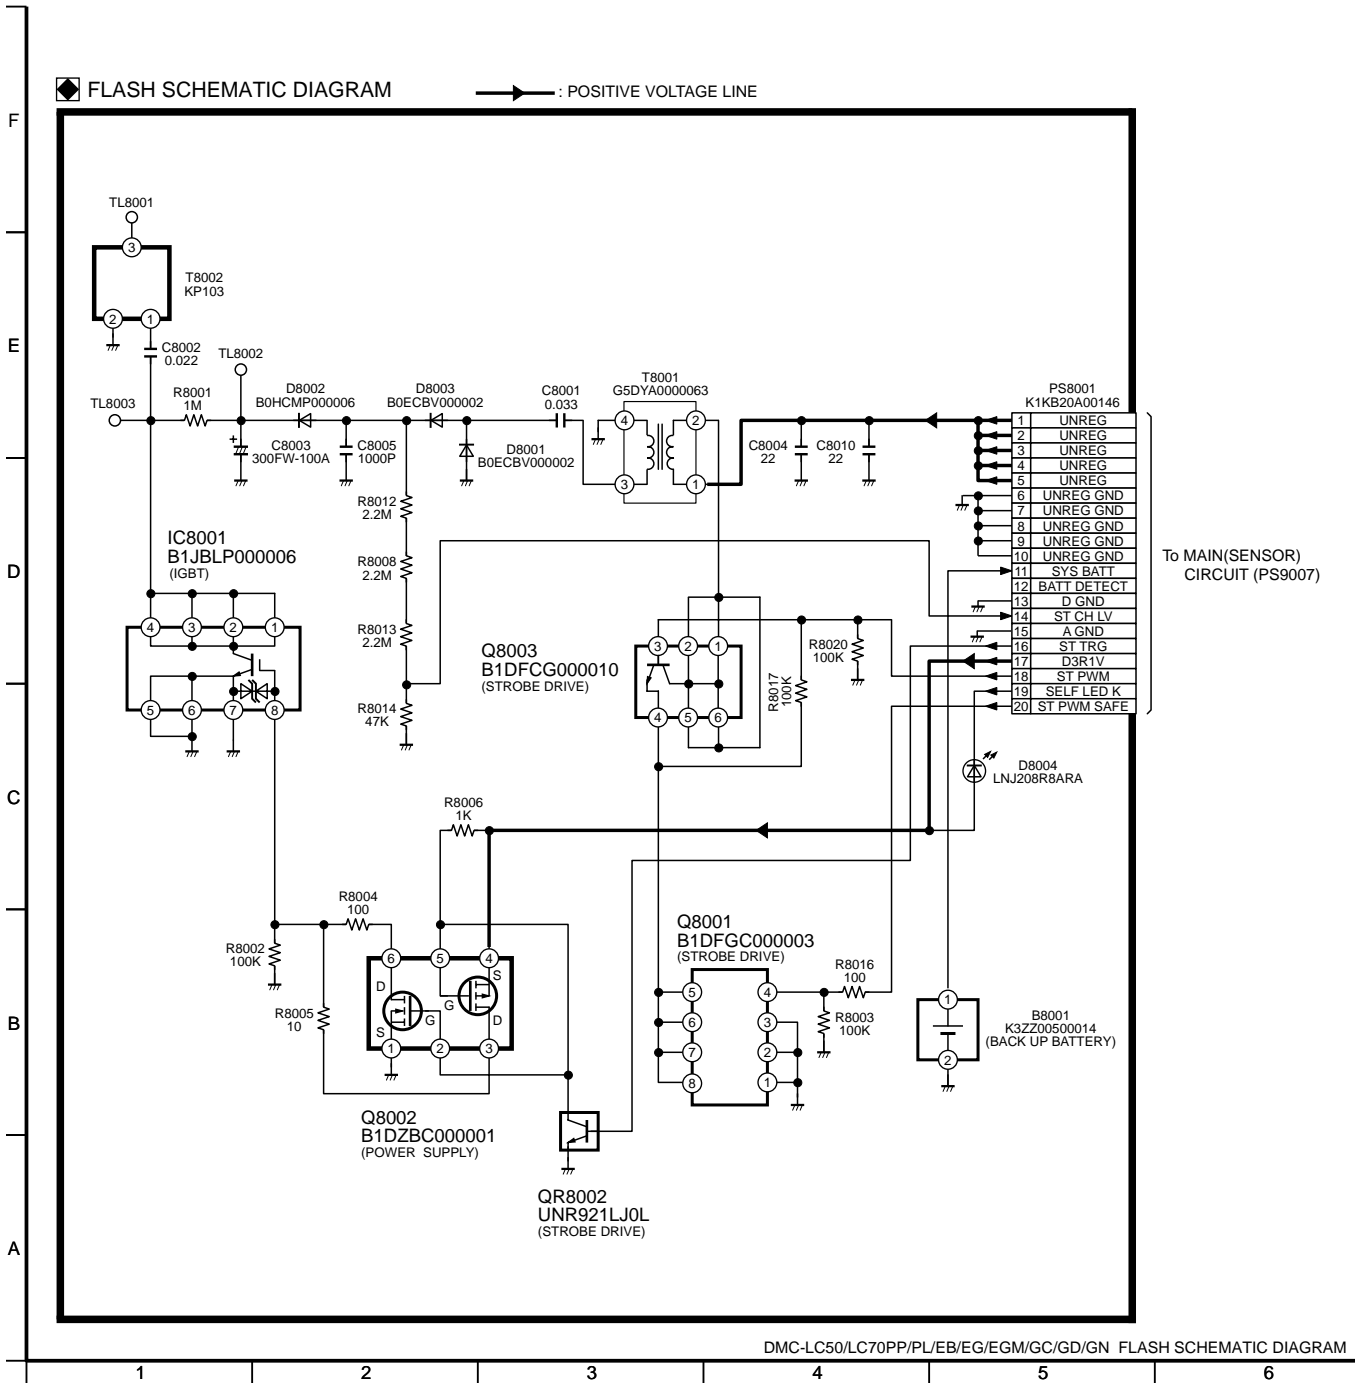 FLASH SCHEMATIC DIAGRAM
: POSITIVE VOLTAGE LINE
F
E
D
C
B
A
TL8001
3
T8002
KP103
2
1
C8002
0.022
TL8002
TL8003
R8001
1M
D8002
B0HCMP000006
D8003
B0ECBV000002
C8001
0.033
T8001
G5DYA0000063
4
2
3
1
+
C8003
300FW-100A
C8005
1000P
D8001
B0ECBV000002
C8004
22
C8010
22
PS8001
K1KB20A00146
1 UNREG
2 UNREG
3 UNREG
4 UNREG
5 UNREG
6 UNREG GND
7 UNREG GND
8 UNREG GND
9 UNREG GND
10 UNREG GND
11 SYS BATT
12 BATT DETECT
13 D GND
14 ST CH LV
15 A GND
16 ST TRG
17 D3R1V
18 ST PWM
19 SELF LED K
20 ST PWM SAFE
To MAIN(SENSOR)
CIRCUIT (PS9007)
R8012
2.2M
R8008
2.2M
R8013
2.2M
R8014
47K
IC8001
B1JBLP000006
(IGBT)
4 3 2 1
5 6 7 8
Q8003
B1DFCG000010
(STROBE DRIVE)
3 2 1
4 5 6
R8017
100K
R8020
100K
D8004
LNJ208R8ARA
R8006
1K
R8004
100
R8002
100K
R8005
10
6 5 4
D
S
G
G
S
D
1 2 3
Q8002
B1DZBC000001
(POWER SUPPLY)
Q8001
B1DFGC000003
(STROBE DRIVE)
5 4
6 3
7 2
8 1
R8016
100
R8003
100K
1
2
B8001
K3ZZ00500014
(BACK UP BATTERY)
QR8002
UNR921LJ0L
(STROBE DRIVE)
DMC-LC50/LC70PP/PL/EB/EG/EGM/GC/GD/GN FLASH SCHEMATIC DIAGRAM
1 2 3 4 5 6